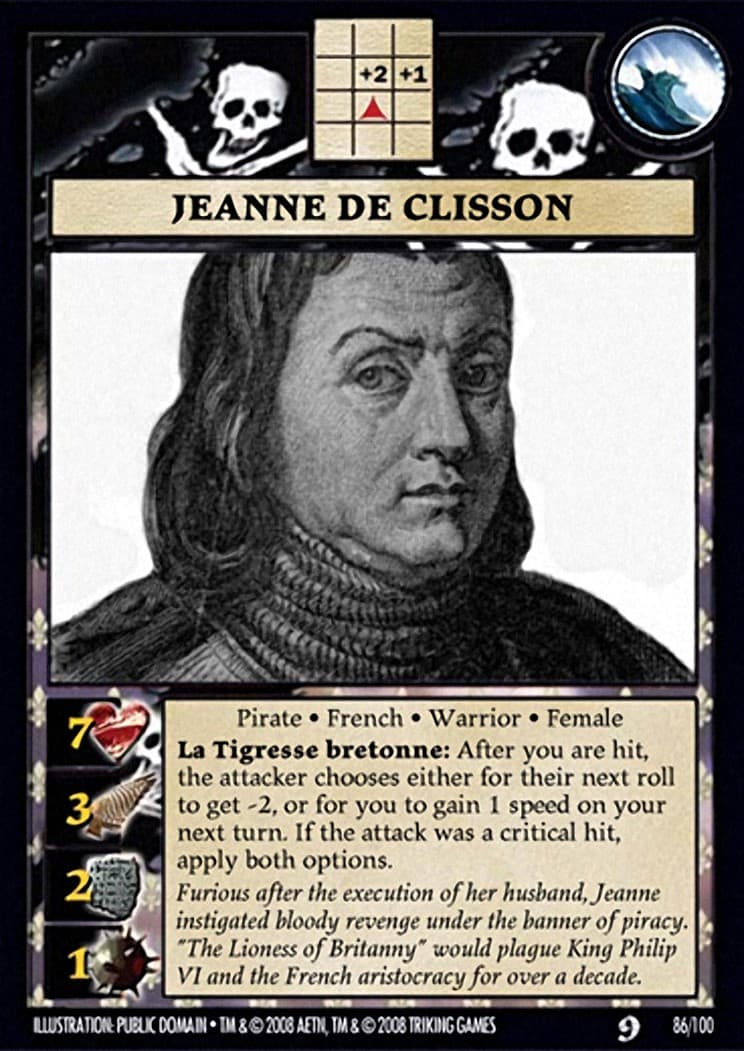 +2 +1
JEANNE DE CLISSON
7
3
2
1
Pirate • French • Warrior • Female
La Tigresse bretonne: After you are hit,
the attacker chooses either for their next roll
to get -2, or for you to gain 1 speed on your
next turn. If the attack was a critical hit,
apply both options.
Furious after the execution of her husband, Jeanne
instigated bloody revenge under the banner of piracy.
"The Lioness of Britanny" would plague King Philip
VI and the French aristocracy for over a decade.
ILLUSTRATION: PUBLIC DOMAIN • TM & © 2008 AETN, TM & © 2008 TRIKING GAMES
9 86/100